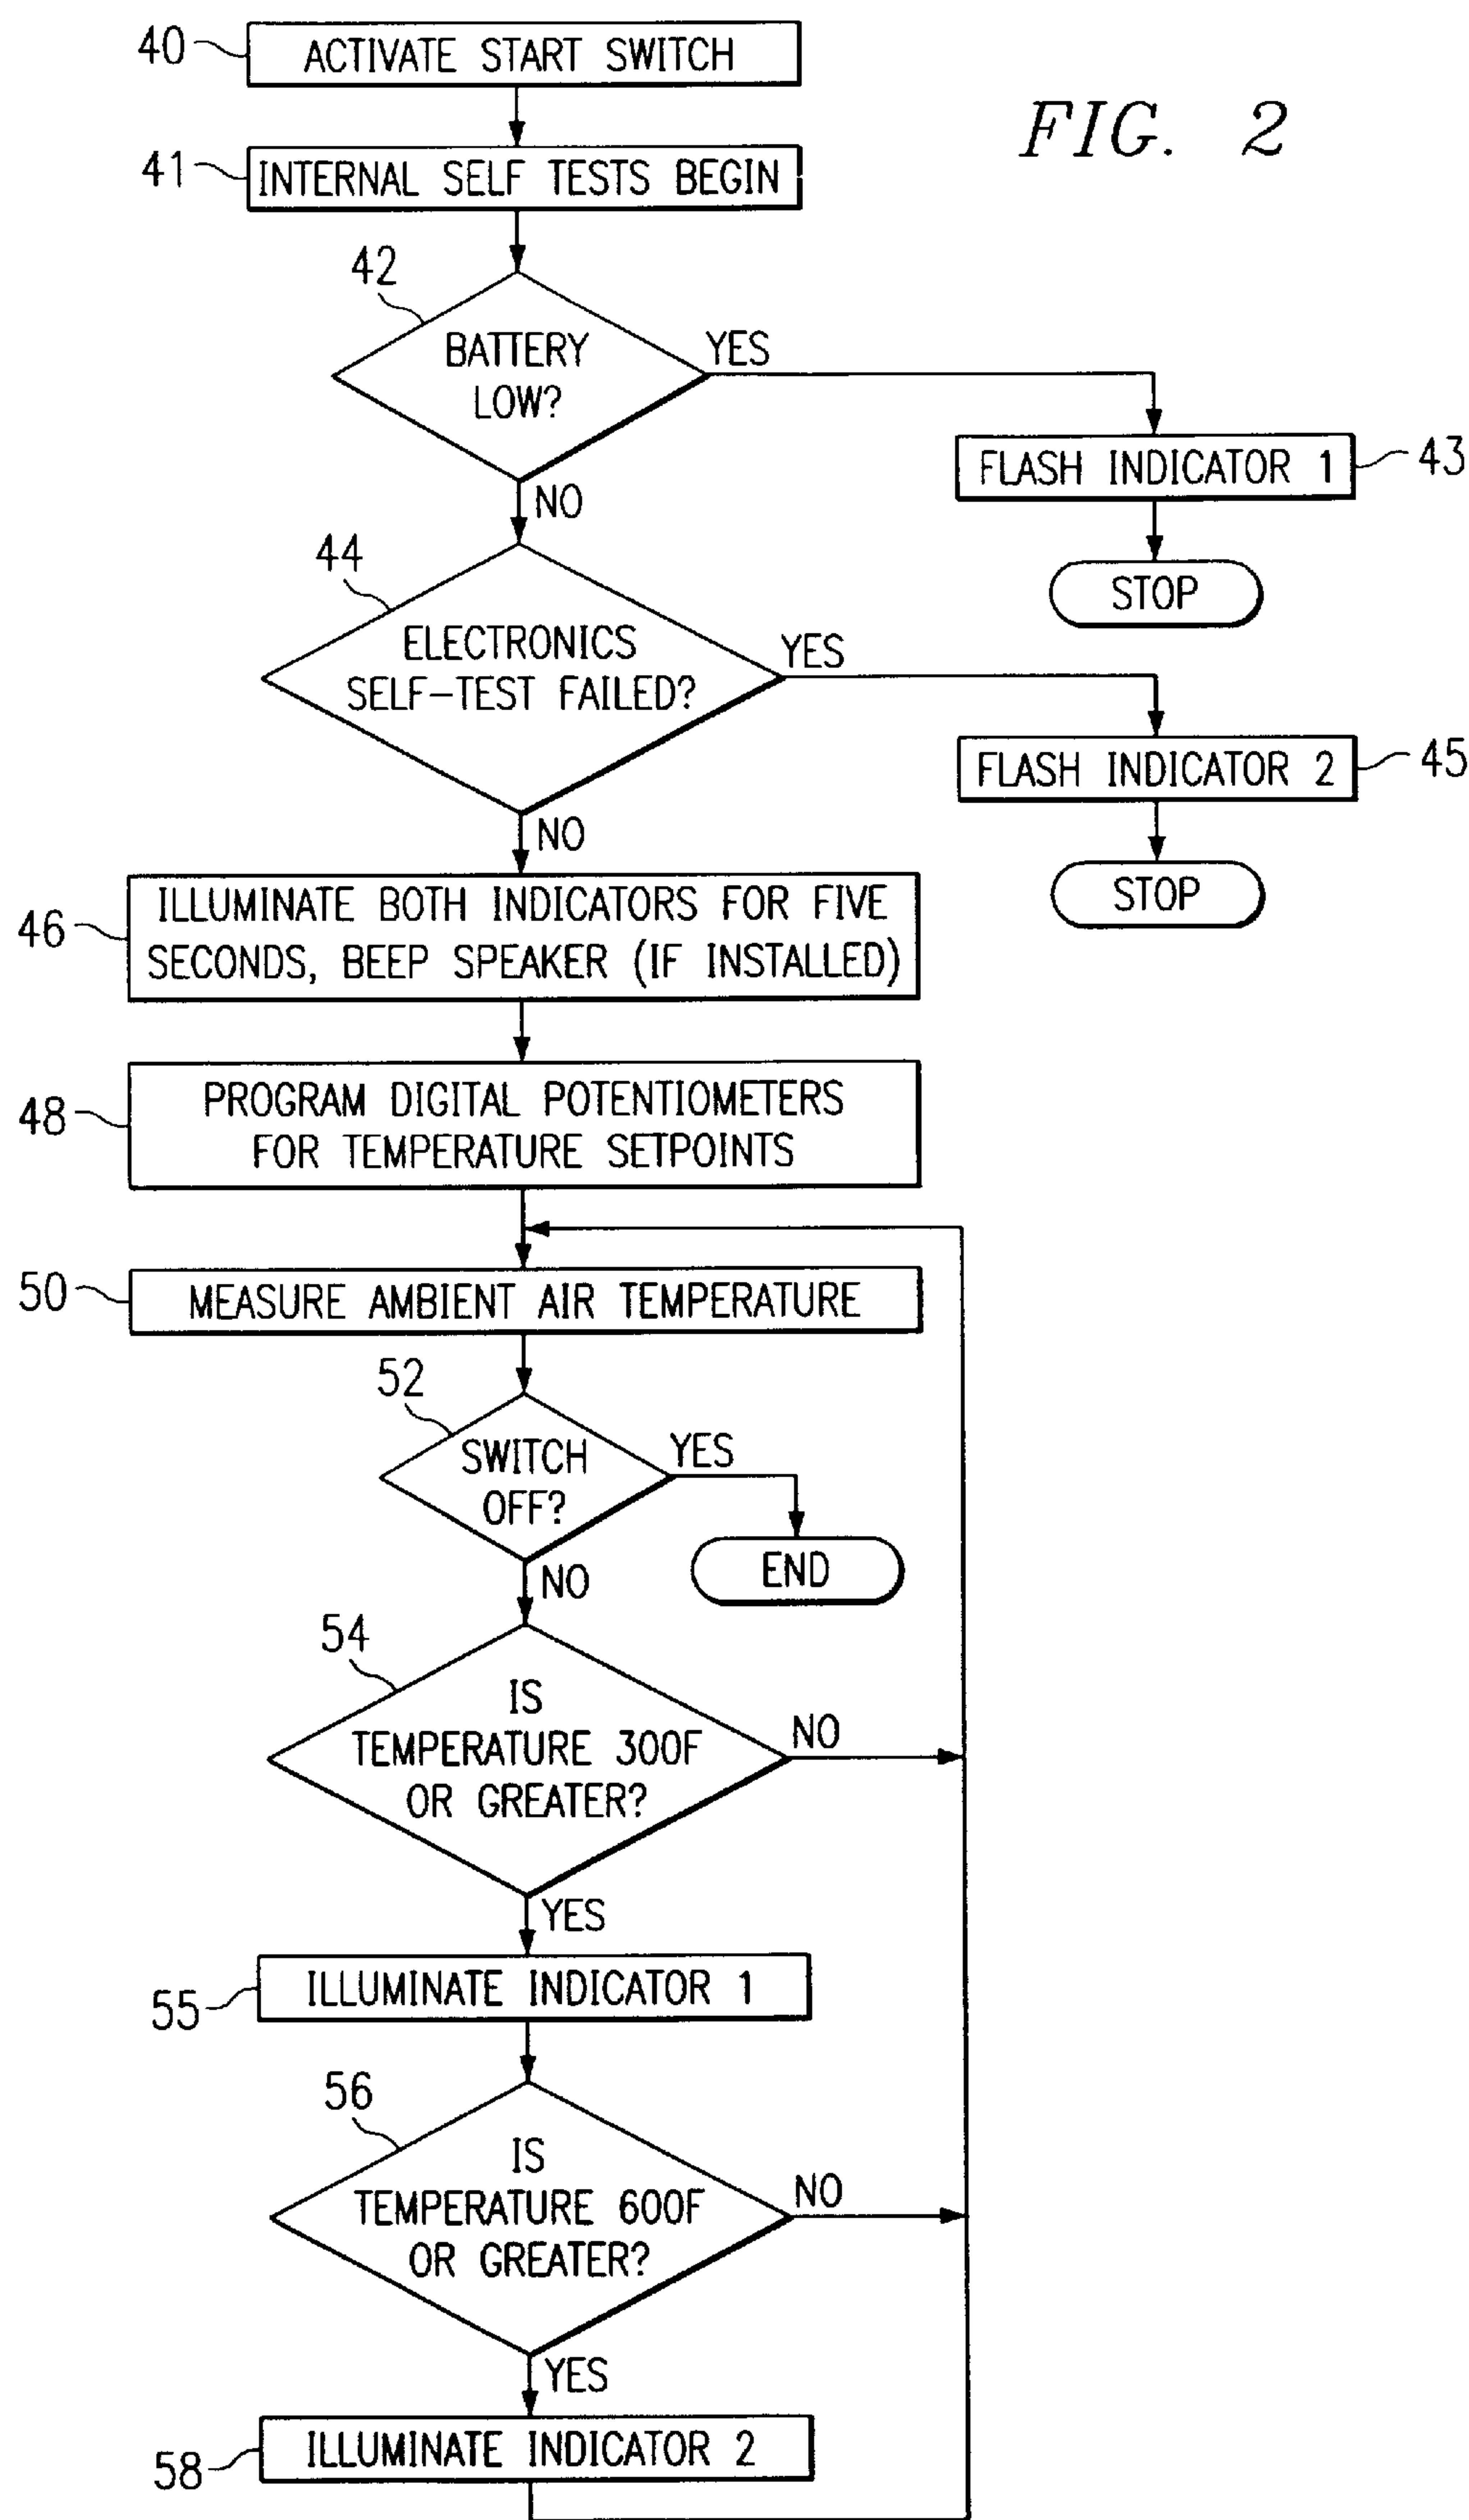 40
ACTIVATE START SWITCH
FIG. 2
41
INTERNAL SELF TESTS BEGIN
42
BATTERY
LOW?
YES
NO
FLASH INDICATOR 1
43
STOP
44
ELECTRONICS
SELF-TEST FAILED?
YES
NO
FLASH INDICATOR 2
45
STOP
46
ILLUMINATE BOTH INDICATORS FOR FIVE
SECONDS, BEEP SPEAKER (IF INSTALLED)
48
PROGRAM DIGITAL POTENTIOMETERS
FOR TEMPERATURE SETPOINTS
50
MEASURE AMBIENT AIR TEMPERATURE
52
SWITCH
OFF?
YES
END
NO
54
IS
TEMPERATURE 300F
OR GREATER?
NO
YES
55
ILLUMINATE INDICATOR 1
56
IS
TEMPERATURE 600F
OR GREATER?
NO
YES
58
ILLUMINATE INDICATOR 2